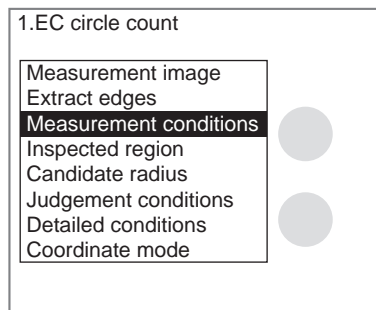 1.EC circle count
Measurement image
Extract edges
Measurement conditions
Inspected region
Candidate radius
Judgement conditions
Detailed conditions
Coordinate mode